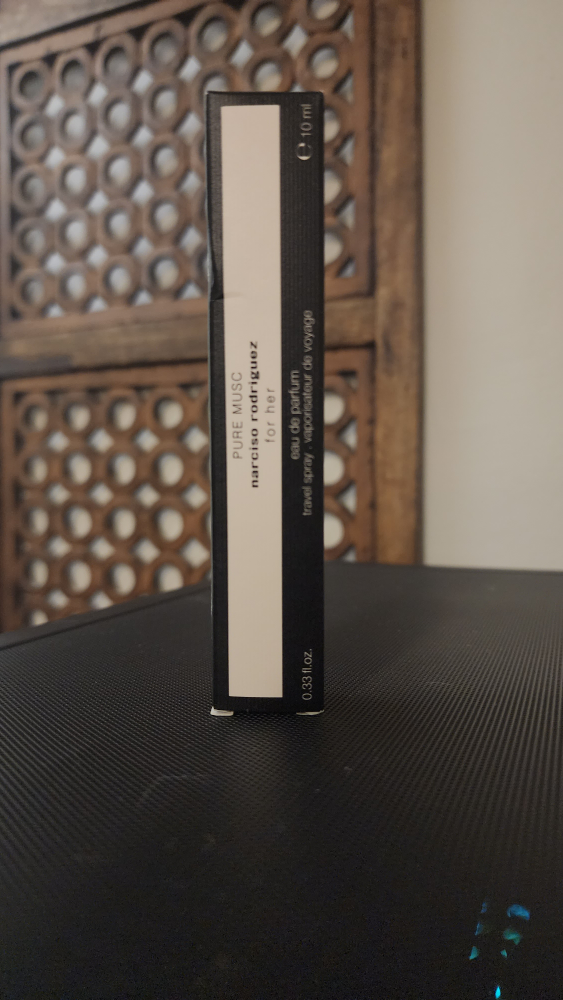 PURE MUSC
narciso rodriguez
for her
eau de parfum
travel spray . vaporisateur de voyage
0.33 fl.oz.
℮ 10 ml